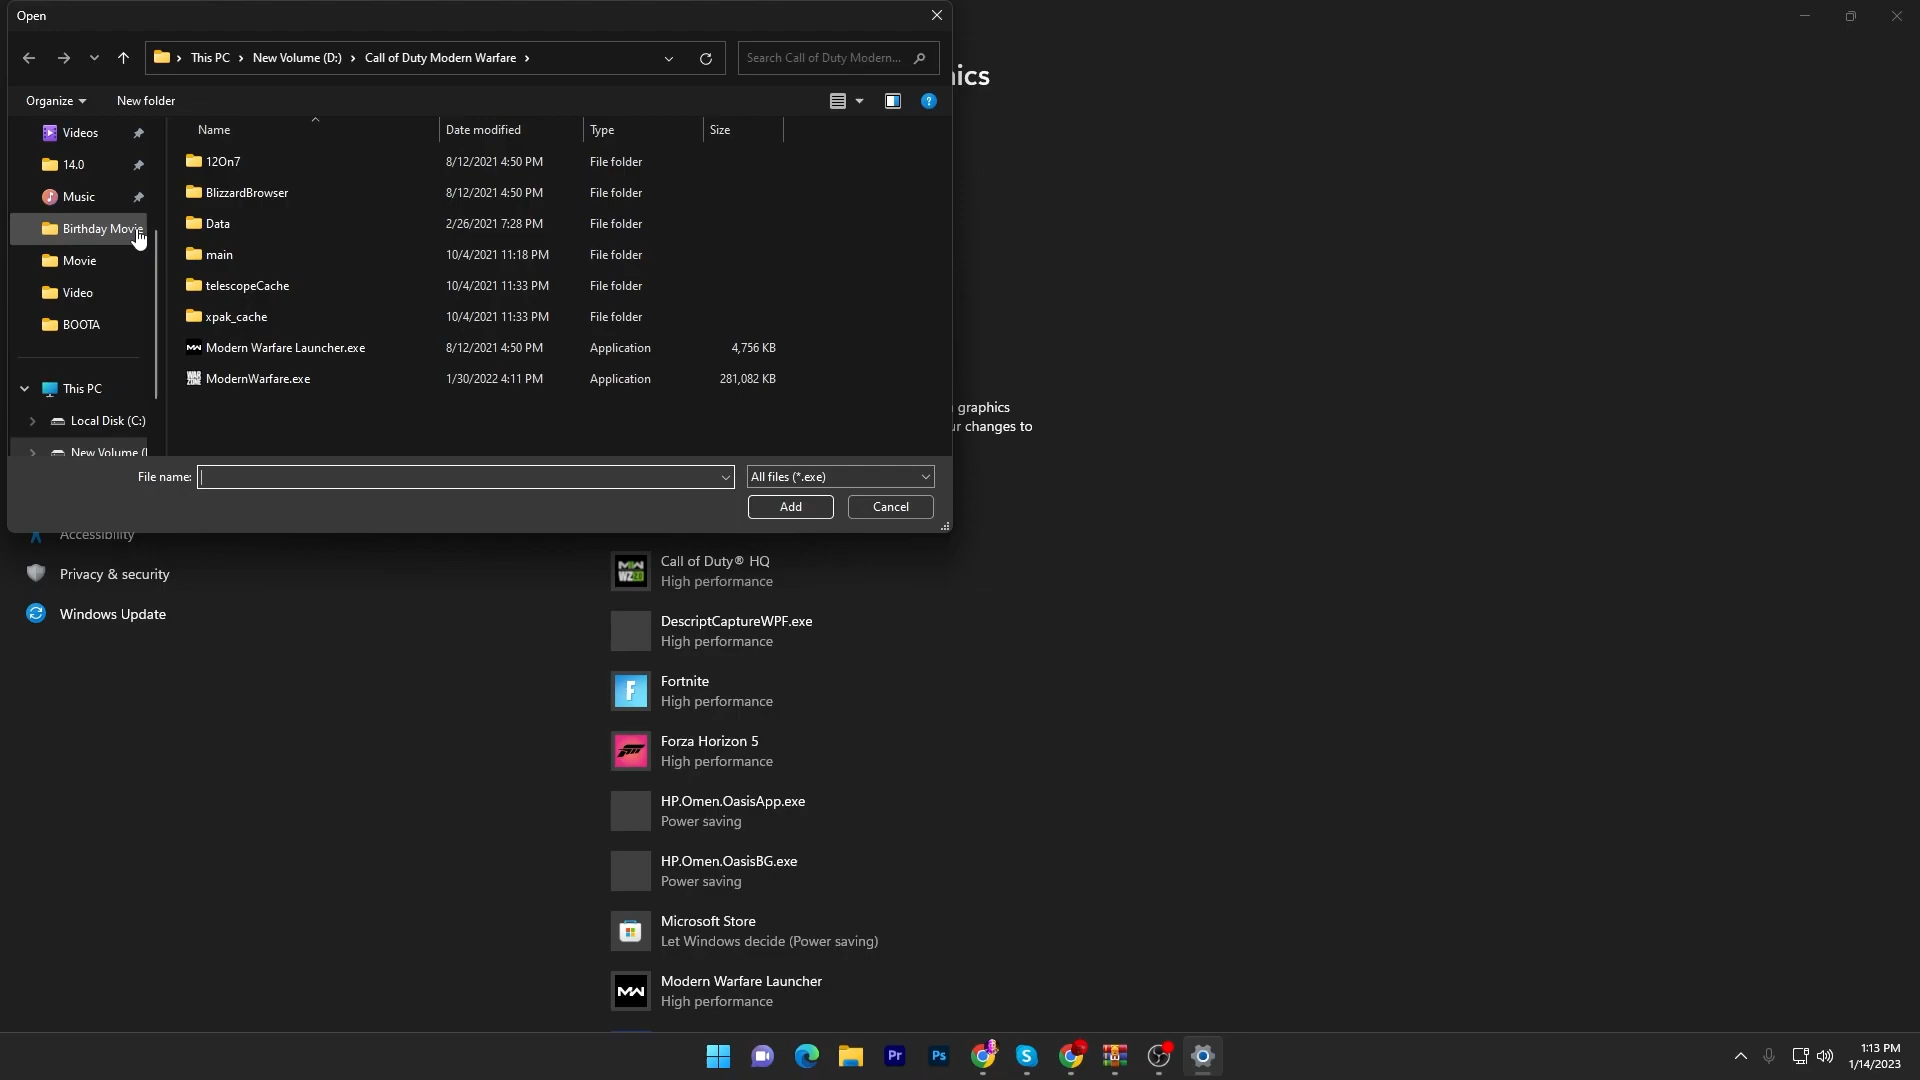 Open
This PC > New Volume (D:) > Call of Duty Modern Warfare >
Search Call of Duty Modern...
ics
Organize
New folder
Videos
14.0
Music
Birthday Movie
Movie
Video
BOOTA
This PC
Local Disk (C:)
New Volume (
Name Date modified Type Size
12On7 8/12/2021 4:50 PM File folder
BlizzardBrowser 8/12/2021 4:50 PM File folder
Data 2/26/2021 7:28 PM File folder
main 10/4/2021 11:18 PM File folder
telescopeCache 10/4/2021 11:33 PM File folder
xpak_cache 10/4/2021 11:33 PM File folder
Modern Warfare Launcher.exe 8/12/2021 4:50 PM Application 4,756 KB
ModernWarfare.exe 1/30/2022 4:11 PM Application 281,082 KB
graphics
ur changes to
File name:
All files (*.exe)
Add
Cancel
Accessibility
Privacy & security
Windows Update
Call of Duty® HQ
High performance
DescriptCaptureWPF.exe
High performance
Fortnite
High performance
Forza Horizon 5
High performance
HP.Omen.OasisApp.exe
Power saving
HP.Omen.OasisBG.exe
Power saving
Microsoft Store
Let Windows decide (Power saving)
Modern Warfare Launcher
High performance
1:13 PM
1/14/2023